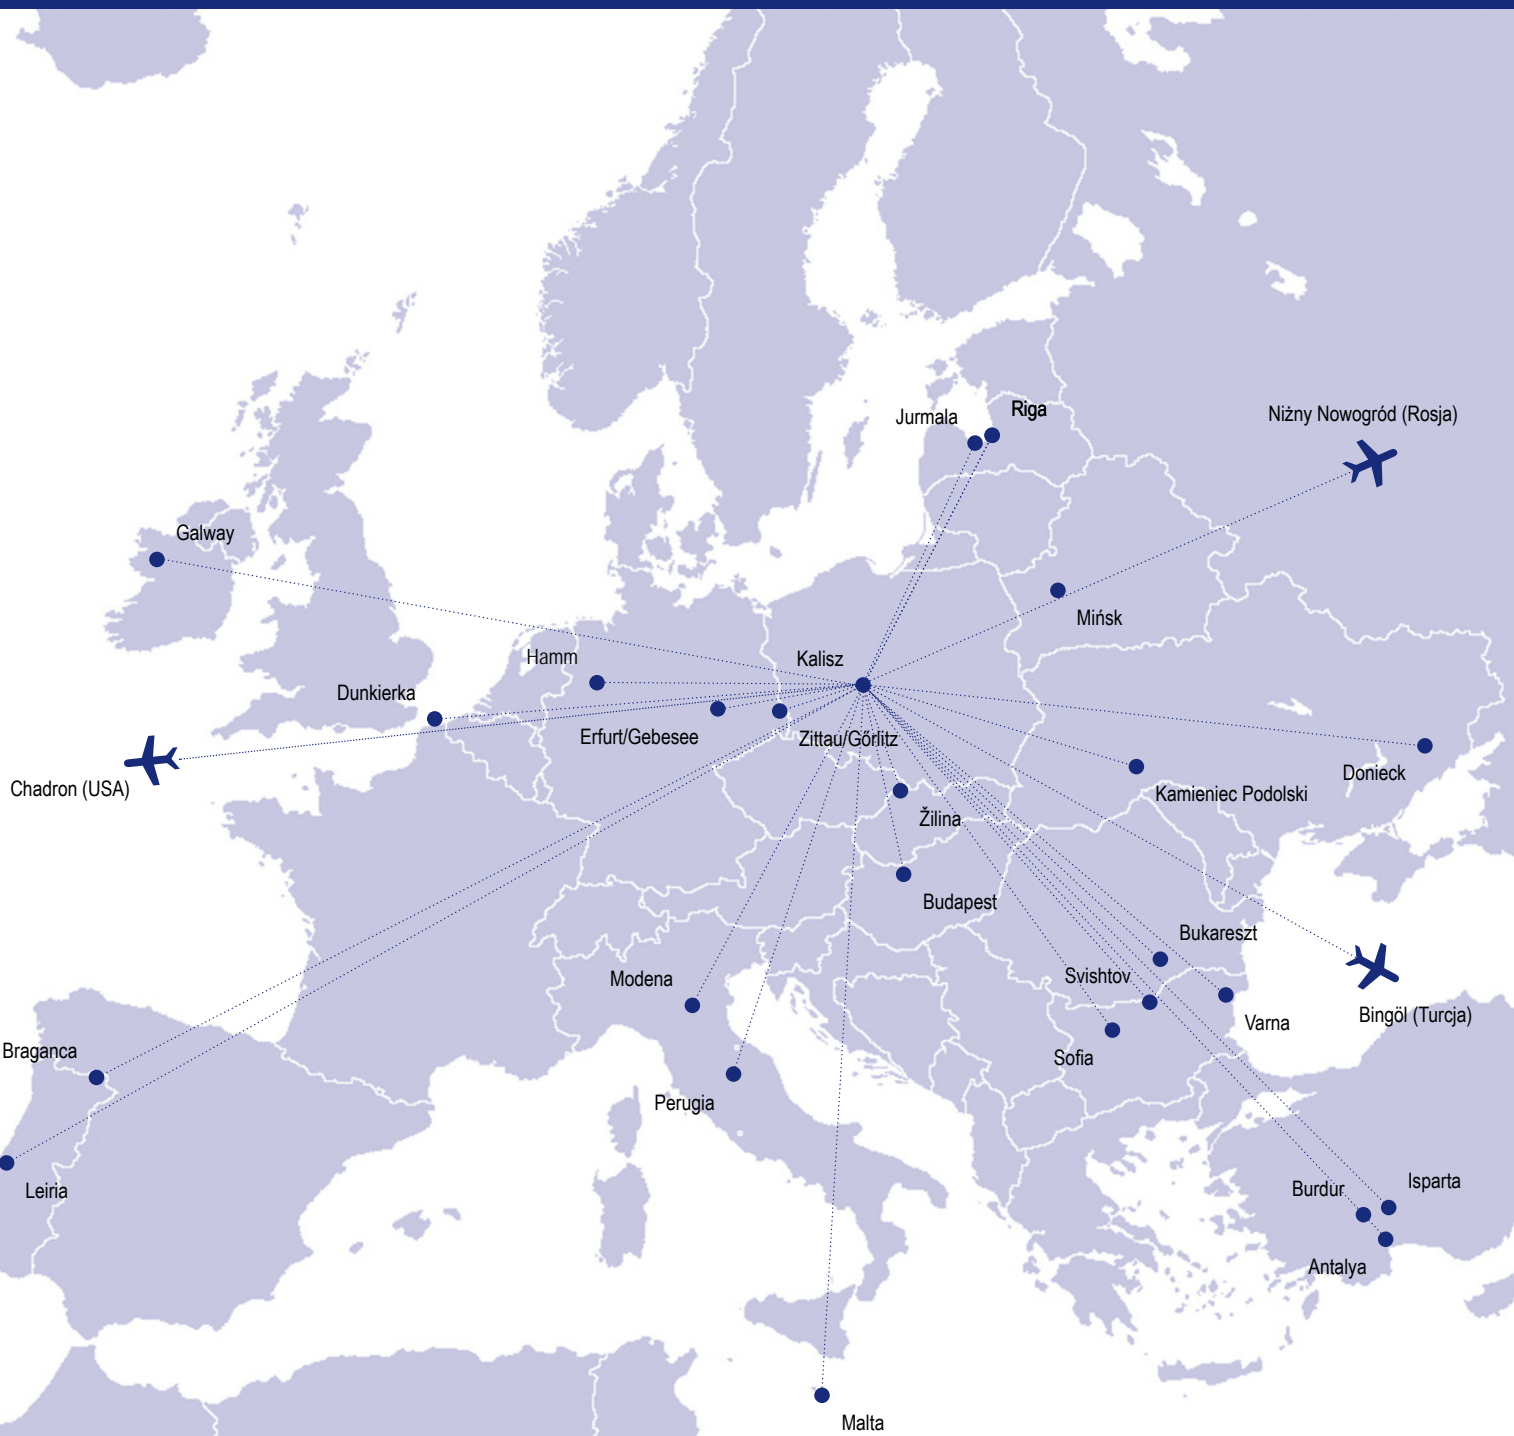 Niżny Nowogród (Rosja)
Riga
Jurmala
Galway
Mińsk
Hamm
Kalisz
Dunkierka
Erfurt/Gebesee
Zittau/Görlitz
Donieck
Chadron (USA)
Kamieniec Podolski
Žilina
Budapest
Bukareszt
Svishtov
Modena
Bingöl (Turcja)
Varna
Braganca
Sofia
Perugia
Isparta
Burdur
Leiria
Antalya
Malta